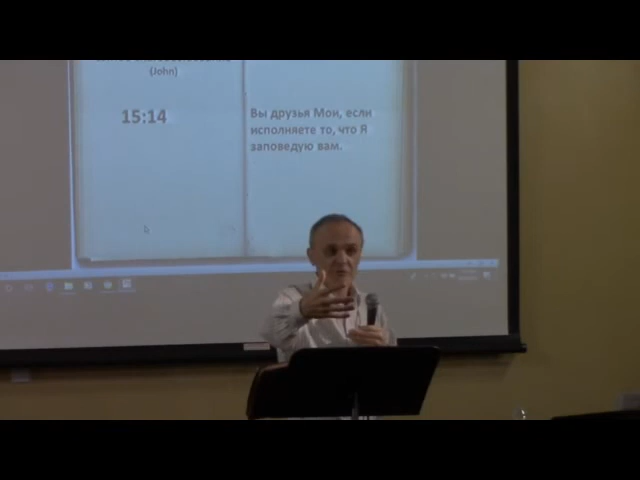 (John)
15:14
Вы друзья Мои, если
исполняете то, что Я
заповедую вам.